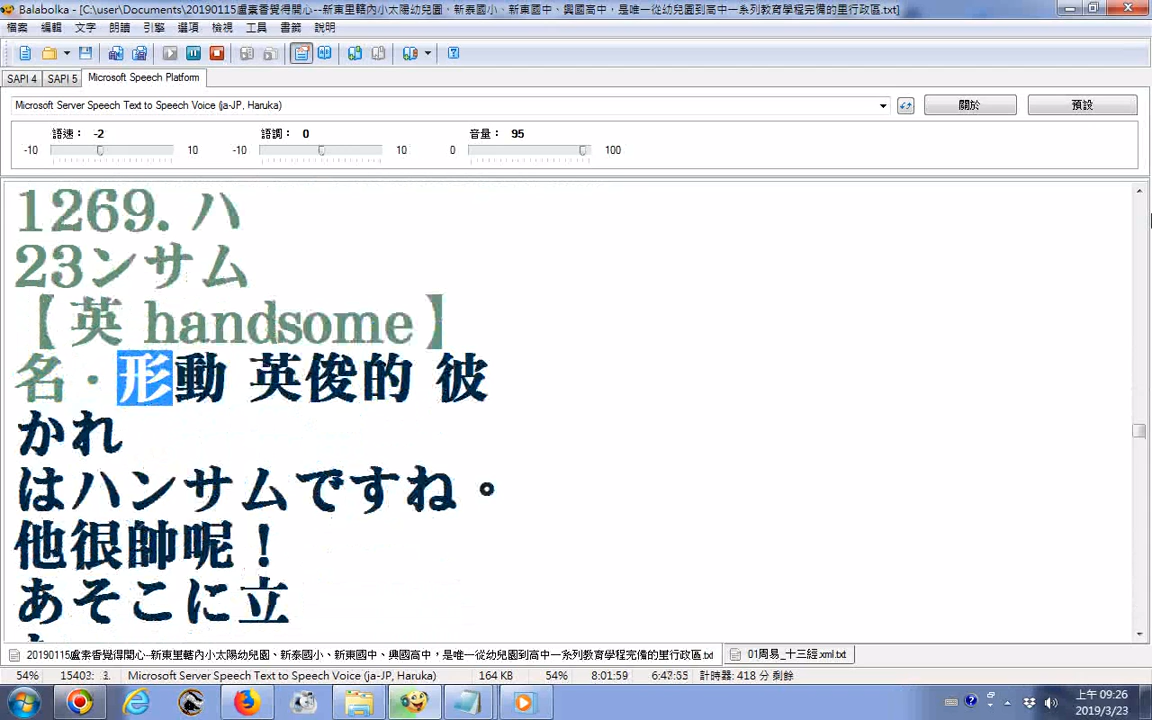 Balabolka - [C:\user\Documents\20190115盧素香覺得開心--新東里轄內小太陽幼兒園、新泰國小、新東國中、興國高中，是唯一從幼兒園到高中一系列教育學程完備的里行政區.txt]
檔案 編輯 文字 朗讀 引擎 選項 檢視 工具 書籤 說明
SAPI 4 SAPI 5 Microsoft Speech Platform
Microsoft Server Speech Text to Speech Voice (ja-JP, Haruka) 關於 預設
語速： -2 語調： 0 音量： 95
-10 10 -10 10 0 100
1269. ハ
23ンサム
【英 handsome】
名・形動 英俊的 彼
かれ
はハンサムですね。
他很帥呢！
あそこに立
20190115盧素香覺得開心--新東里轄內小太陽幼兒園、新泰國小、新東國中、興國高中，是唯一從幼兒園到高中一系列教育學程完備的里行政區.txt 01周易_十三經.xml.txt
54% Microsoft Server Speech Text to Speech Voice (ja-JP, Haruka) 164 KB 54% 8:01:59 6:47:55 計時器: 418 分 剩餘
上午 09:26
2019/3/23